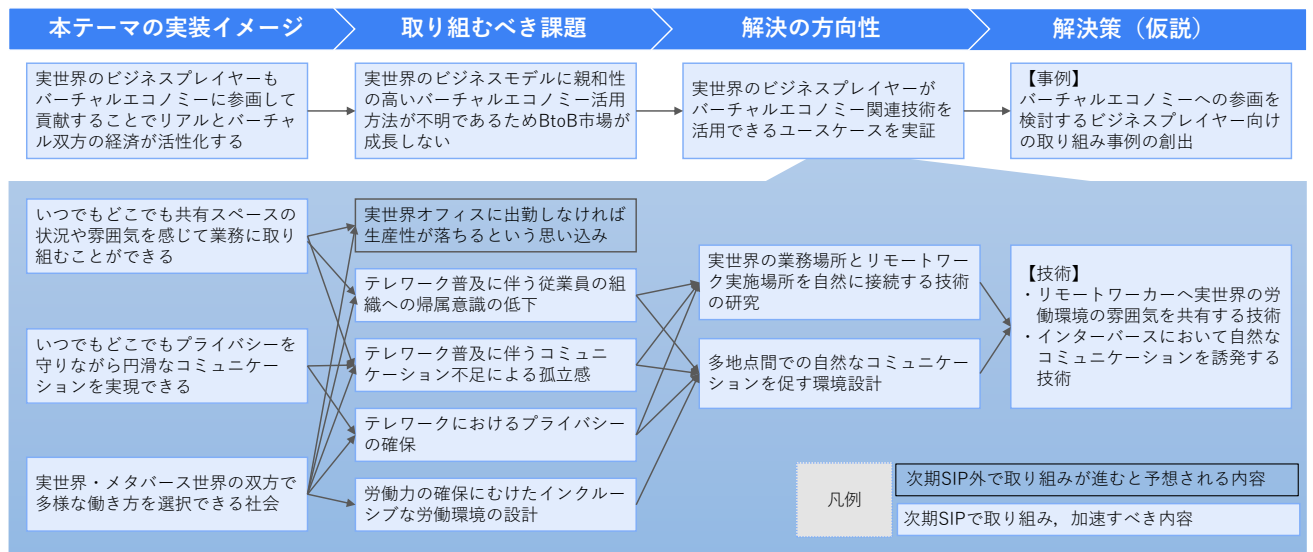 本テーマの実装イメージ
取り組むべき課題
解決の方向性
解決策（仮説）
実世界のビジネスプレイヤーも
バーチャルエコノミーに参画して
貢献することでリアルとバーチャ
ル双方の経済が活性化する
実世界のビジネスモデルに親和性
の高いバーチャルエコノミー活用
方法が不明であるためBtoB市場が
成長しない
実世界のビジネスプレイヤーが
バーチャルエコノミー関連技術を
活用できるユースケースを実証
【事例】
バーチャルエコノミーへの参画を
検討するビジネスプレイヤー向け
の取り組み事例の創出
いつでもどこでも共有スペースの
状況や雰囲気を感じて業務に取り
組むことができる
いつでもどこでもプライバシーを
守りながら円滑なコミュニケー
ションを実現できる
実世界・メタバース世界の双方で
多様な働き方を選択できる社会
実世界オフィスに出勤しなければ
生産性が落ちるという思い込み
テレワーク普及に伴う従業員の組
織への帰属意識の低下
テレワーク普及に伴うコミュニ
ケーション不足による孤立感
テレワークにおけるプライバシー
の確保
労働力の確保にむけたインクルー
シブな労働環境の設計
実世界の業務場所とリモートワー
ク実施場所を自然に接続する技術
の研究
多地点間での自然なコミュニケー
ションを促す環境設計
【技術】
・リモートワーカーへ実世界の労
働環境の雰囲気を共有する技術
・インターバースにおいて自然な
コミュニケーションを誘発する
技術
凡例
次期SIP外で取り組みが進むと予想される内容
次期SIPで取り組み，加速すべき内容